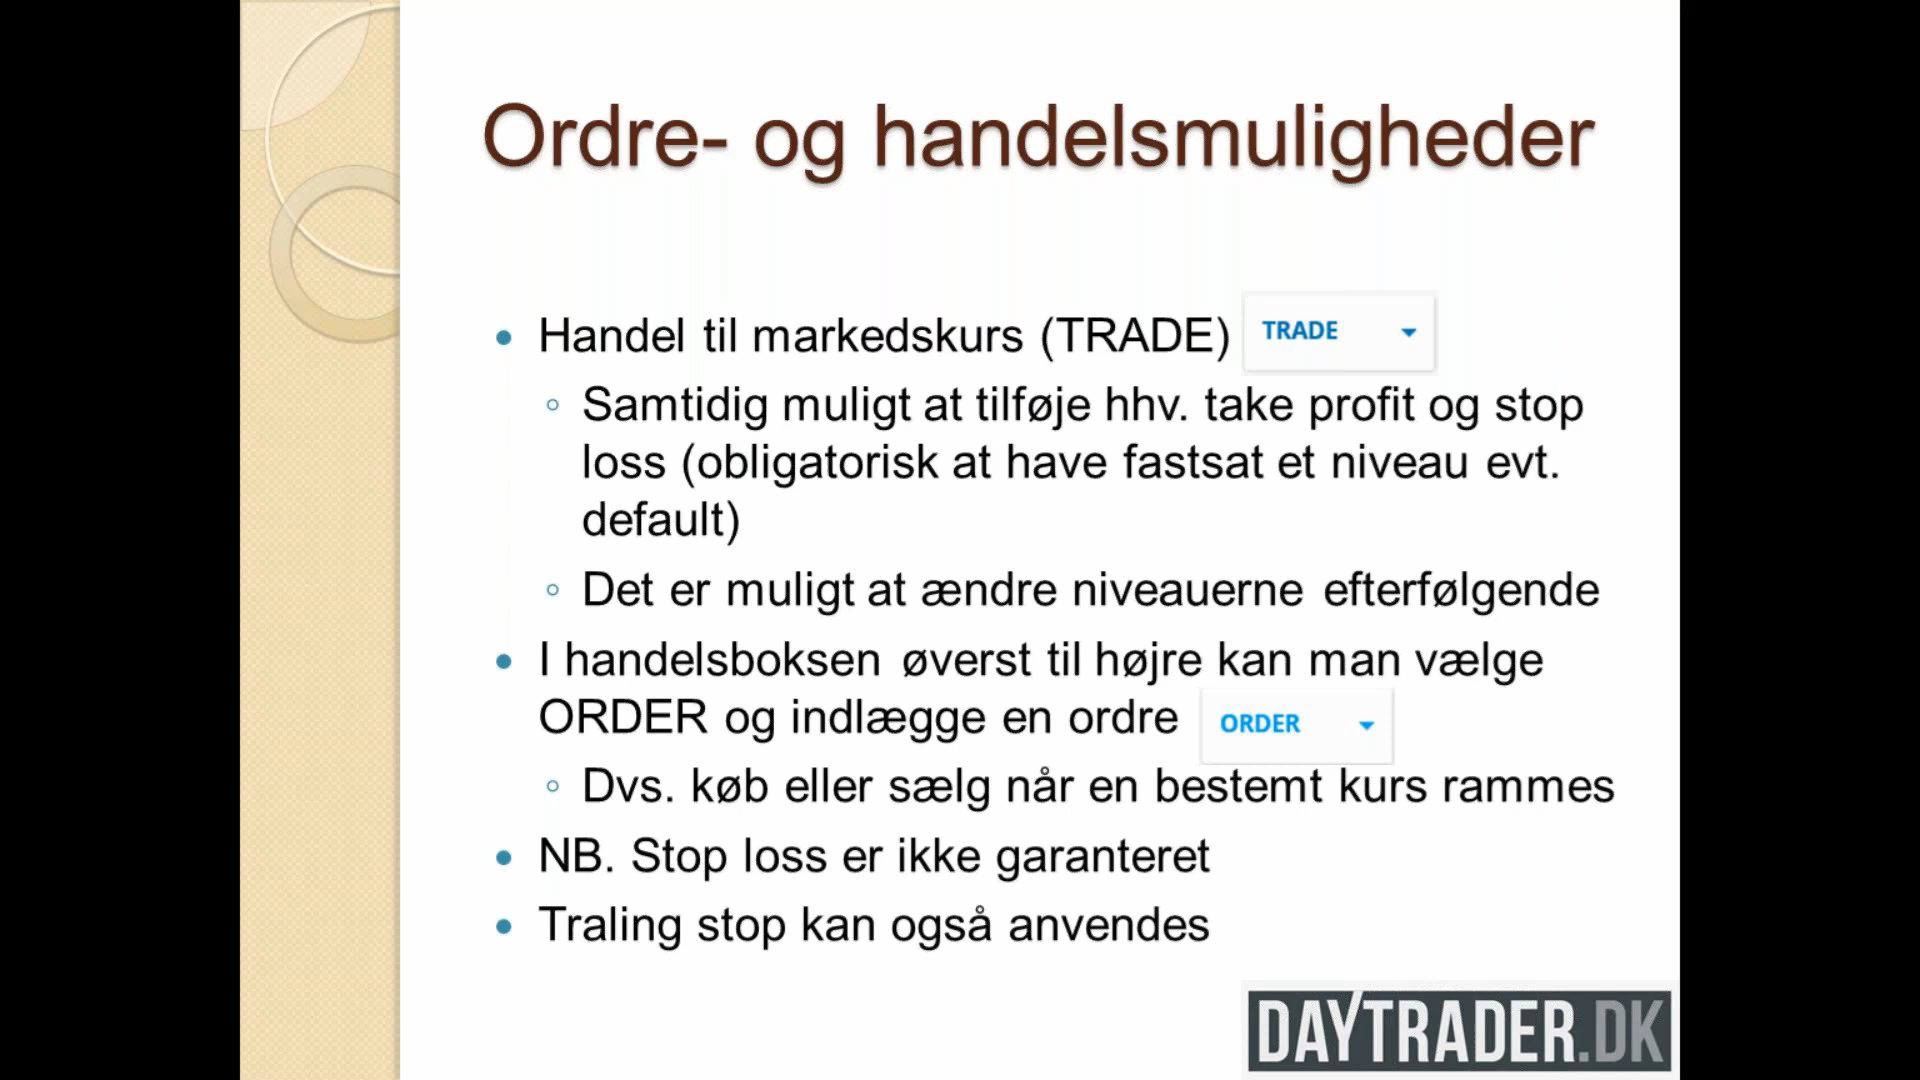 Ordre- og handelsmuligheder
Handel til markedskurs (TRADE) TRADE
Samtidig muligt at tilføje hhv. take profit og stop
loss (obligatorisk at have fastsat et niveau evt.
default)
Det er muligt at ændre niveauerne efterfølgende
I handelsboksen øverst til højre kan man vælge
ORDER og indlægge en ordre ORDER
Dvs. køb eller sælg når en bestemt kurs rammes
NB. Stop loss er ikke garanteret
Traling stop kan også anvendes
DAYTRADER.DK